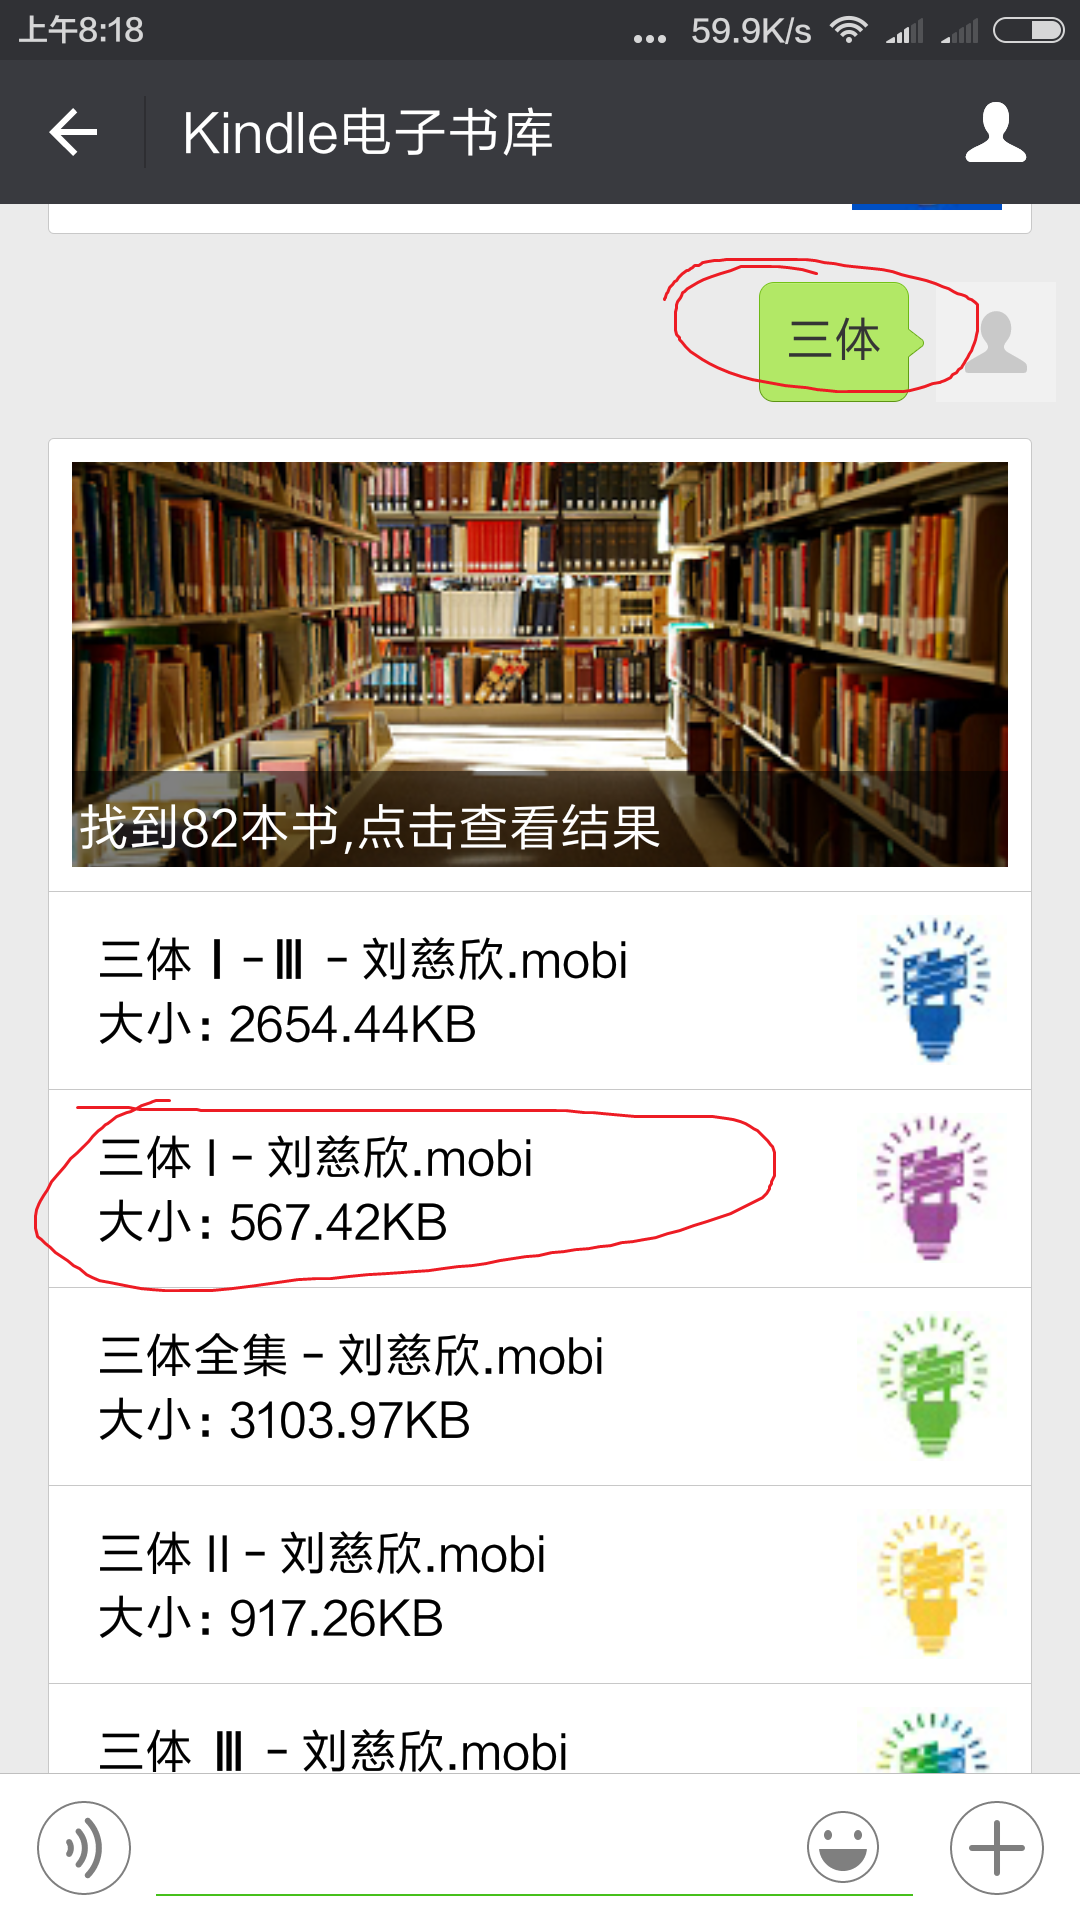 上午8:18
... 59.9K/s
Kindle电子书库
三体
找到82本书,点击查看结果
三体 Ⅰ-Ⅲ - 刘慈欣.mobi
大小: 2654.44KB
三体 I - 刘慈欣.mobi
大小: 567.42KB
三体全集 - 刘慈欣.mobi
大小: 3103.97KB
三体 II - 刘慈欣.mobi
大小: 917.26KB
三体 Ⅲ - 刘慈欣.mobi